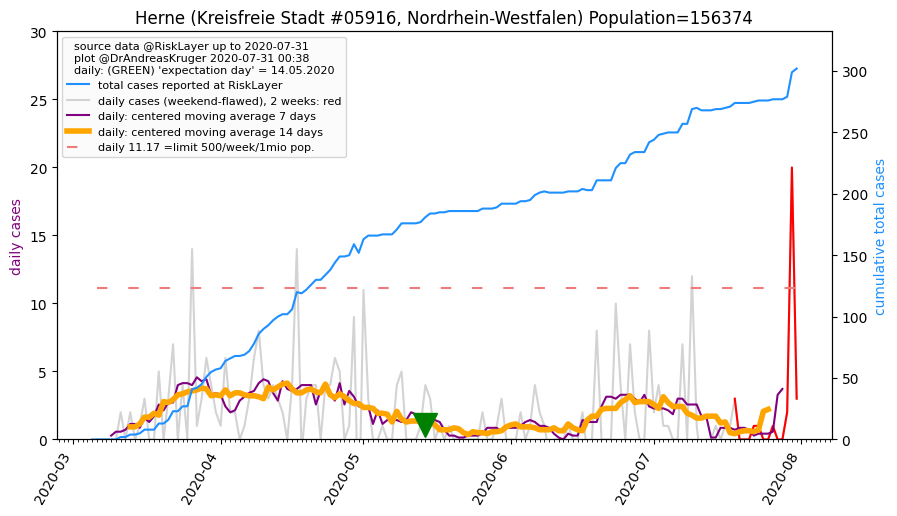 Herne (Kreisfreie Stadt #05916, Nordrhein-Westfalen) Population=156374
source data @RiskLayer up to 2020-07-31
plot @DrAndreasKruger 2020-07-31 00:38
daily: (GREEN) 'expectation day' = 14.05.2020
total cases reported at RiskLayer
daily cases (weekend-flawed), 2 weeks: red
daily: centered moving average 7 days
daily: centered moving average 14 days
daily 11.17 =limit 500/week/1mio pop.
daily cases
30
25
20
15
10
5
0
cumulative total cases
300
250
200
150
100
50
0
2020-03
2020-04
2020-05
2020-06
2020-07
2020-08